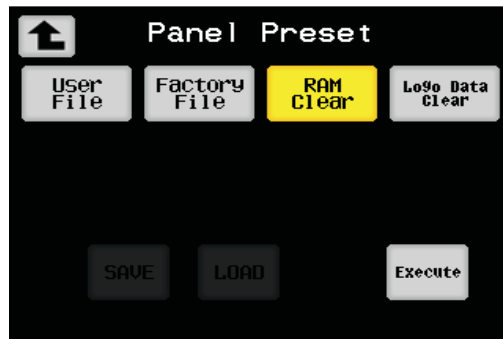 Panel Preset
User
File
Factory
File
RAM
Clear
Logo Data
Clear
SAVE
LOAD
Execute